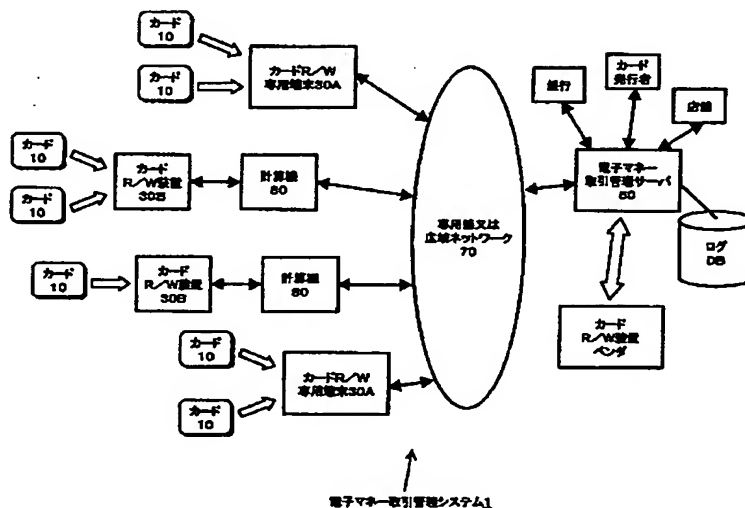 カード
10
カード
10
カードR/W
専用端末30A
銀行
カード
発行者
店舗
カード
10
カード
10
カード
R/W装置
30B
計算機
電子マネー
取引管理サーバ
専用線又は
広域ネットワーク
70
ログ
DB
カード
10
カード
R/W装置
30B
計算機
カード
R/W装置
ベンダ
カード
10
カード
10
カードR/W
専用端末30A
電子マネー取引管理システム1